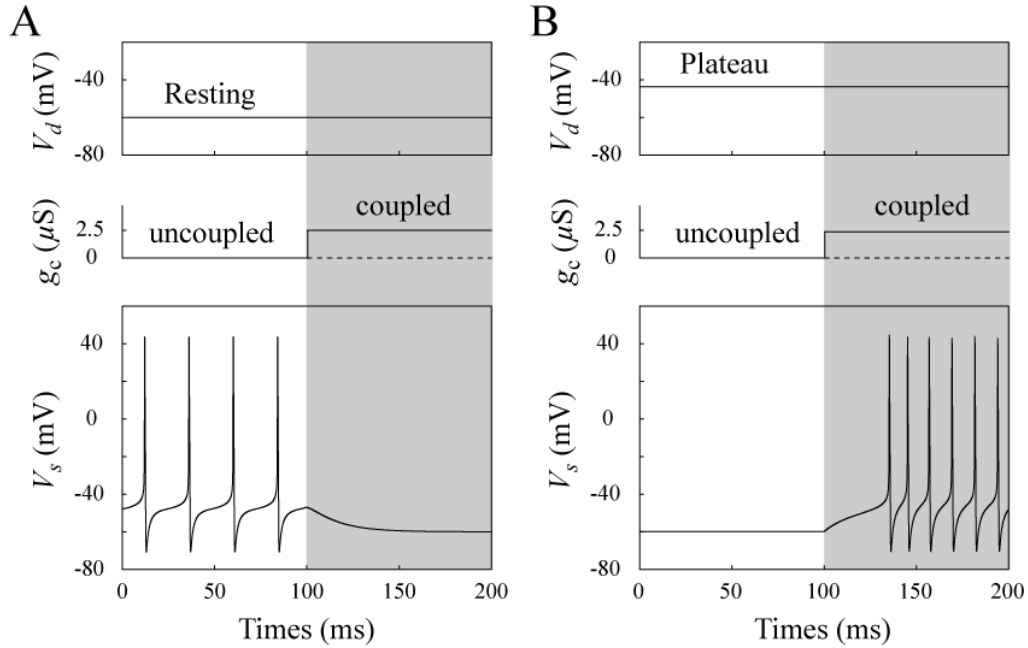 A
V_d (mV)
-40
-80
Resting
g_c (μS)
2.5
0
uncoupled
coupled
V_s (mV)
40
0
-40
-80
0
50
100
150
200
Times (ms)
B
V_d (mV)
-40
-80
Plateau
g_c (μS)
2.5
0
uncoupled
coupled
V_s (mV)
40
0
-40
-80
0
50
100
150
200
Times (ms)